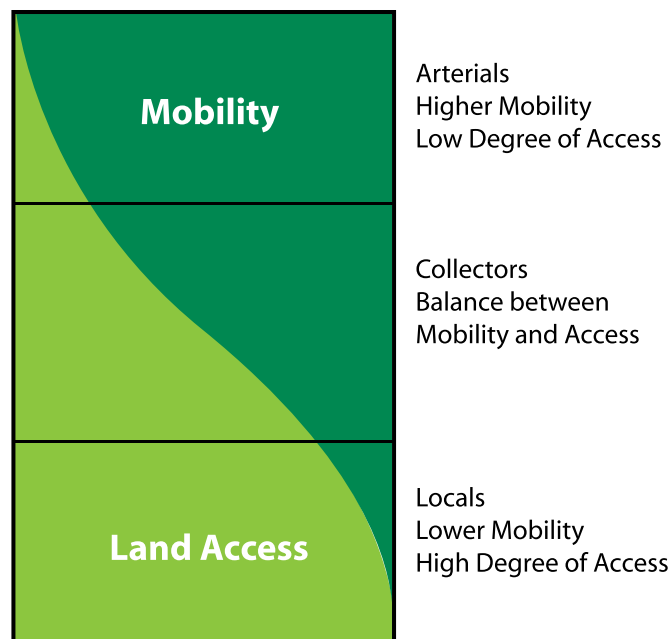 Mobility
Arterials
Higher Mobility
Low Degree of Access
Collectors
Balance between
Mobility and Access
Land Access
Locals
Lower Mobility
High Degree of Access